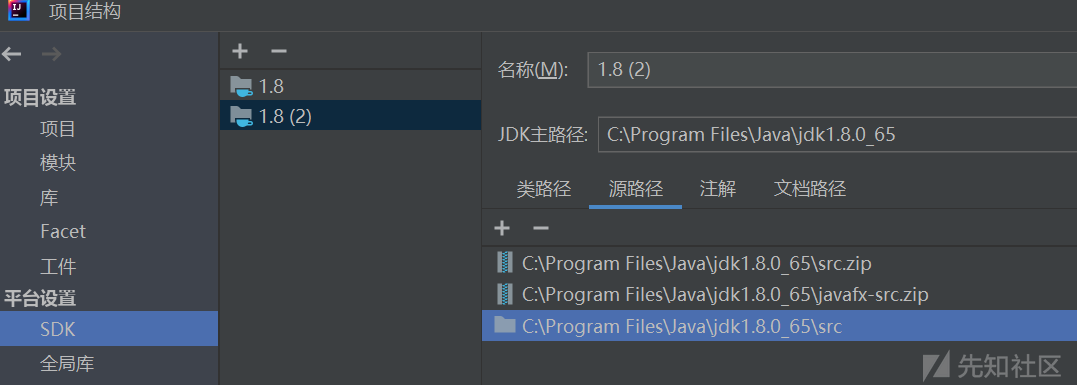 IJ 项目结构
项目设置
项目
模块
库
Facet
工件
平台设置
SDK
全局库
1.8
1.8 (2)
名称(M): 1.8 (2)
JDK主路径: C:\Program Files\Java\jdk1.8.0_65
类路径 源路径 注解 文档路径
C:\Program Files\Java\jdk1.8.0_65\src.zip
C:\Program Files\Java\jdk1.8.0_65\javafx-src.zip
C:\Program Files\Java\jdk1.8.0_65\src
先知社区